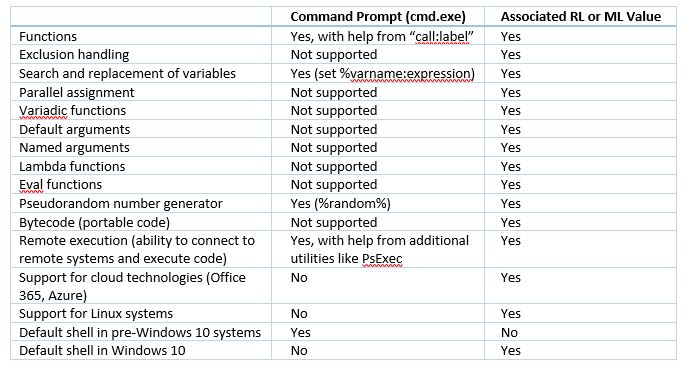 Command Prompt (cmd.exe) Associated RL or ML Value
Functions Yes, with help from “call:label” Yes
Exclusion handling Not supported Yes
Search and replacement of variables Yes (set %varname:expression) Yes
Parallel assignment Not supported Yes
Variadic functions Not supported Yes
Default arguments Not supported Yes
Named arguments Not supported Yes
Lambda functions Not supported Yes
Eval functions Not supported Yes
Pseudorandom number generator Yes (%random%) Yes
Bytecode (portable code) Not supported Yes
Remote execution (ability to connect to Yes, with help from additional Yes
remote systems and execute code) utilities like PsExec
Support for cloud technologies (Office No Yes
365, Azure)
Support for Linux systems No Yes
Default shell in pre-Windows 10 systems Yes No
Default shell in Windows 10 No Yes